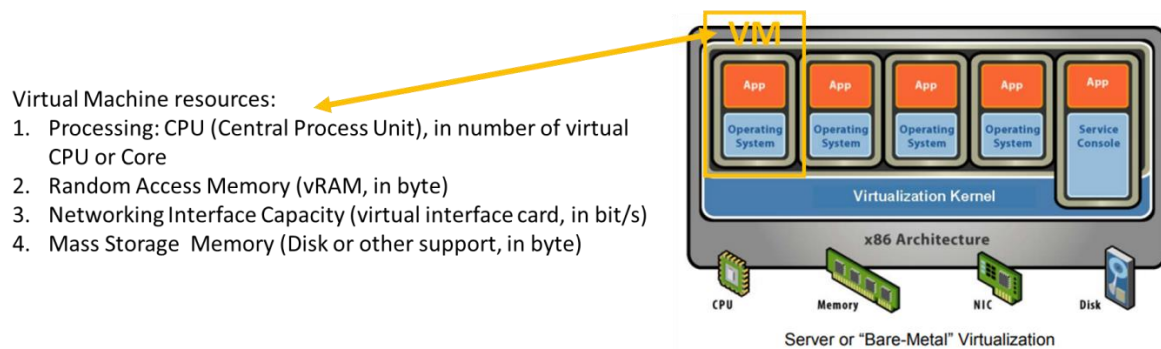 Virtual Machine resources:
1. Processing: CPU (Central Process Unit), in number of virtual
CPU or Core
2. Random Access Memory (vRAM, in byte)
3. Networking Interface Capacity (virtual interface card, in bit/s)
4. Mass Storage Memory (Disk or other support, in byte)
VM
App
App
App
App
App
Operating
System
Operating
System
Operating
System
Operating
System
Service
Console
Virtualization Kernel
x86 Architecture
CPU
Memory
NIC
Disk
Server or “Bare-Metal” Virtualization